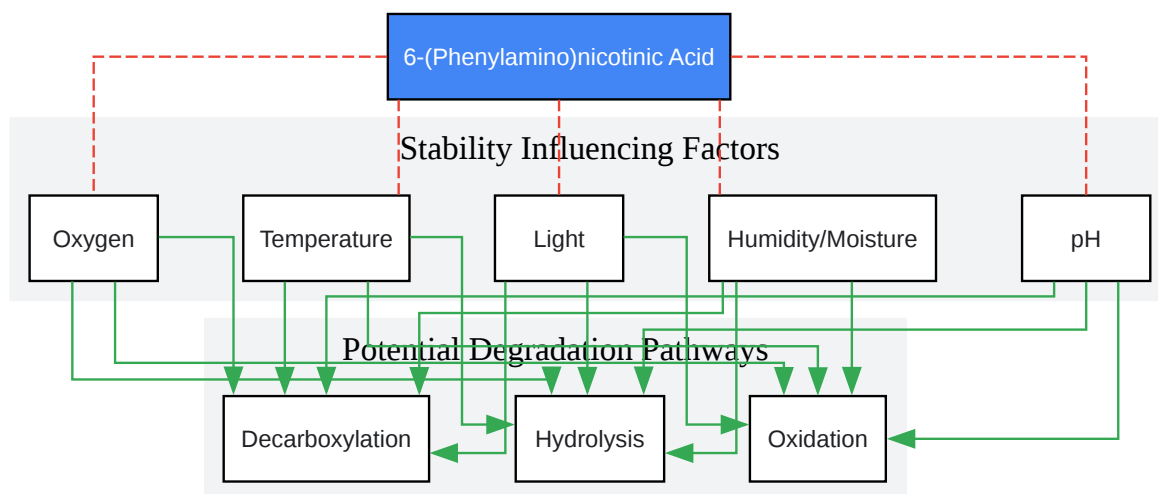 6-(Phenylamino)nicotinic Acid
Stability Influencing Factors
Oxygen
Temperature
Light
Humidity/Moisture
pH
Potential Degradation Pathways
Decarboxylation
Hydrolysis
Oxidation